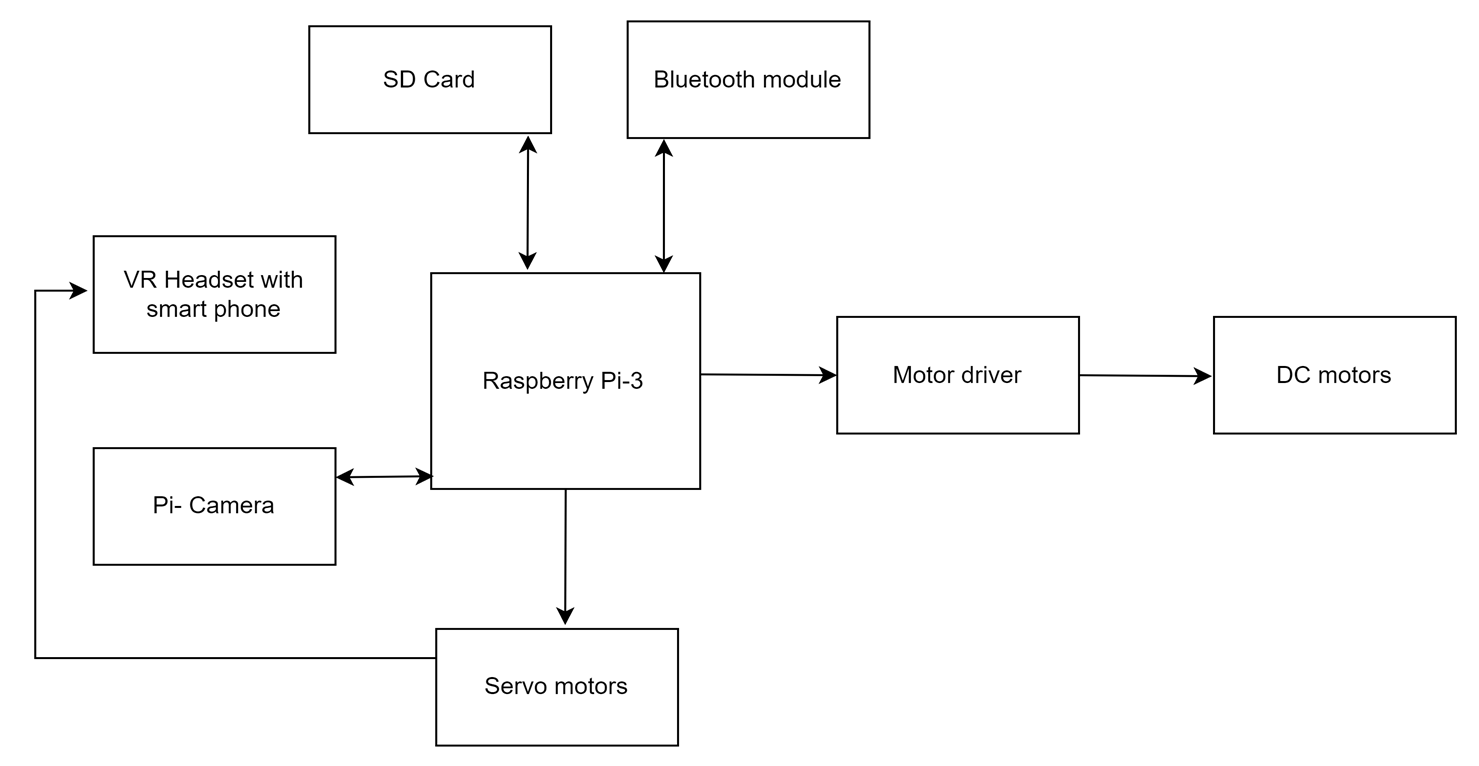 SD Card
Bluetooth module
VR Headset with
smart phone
Raspberry Pi-3
Motor driver
DC motors
Pi- Camera
Servo motors